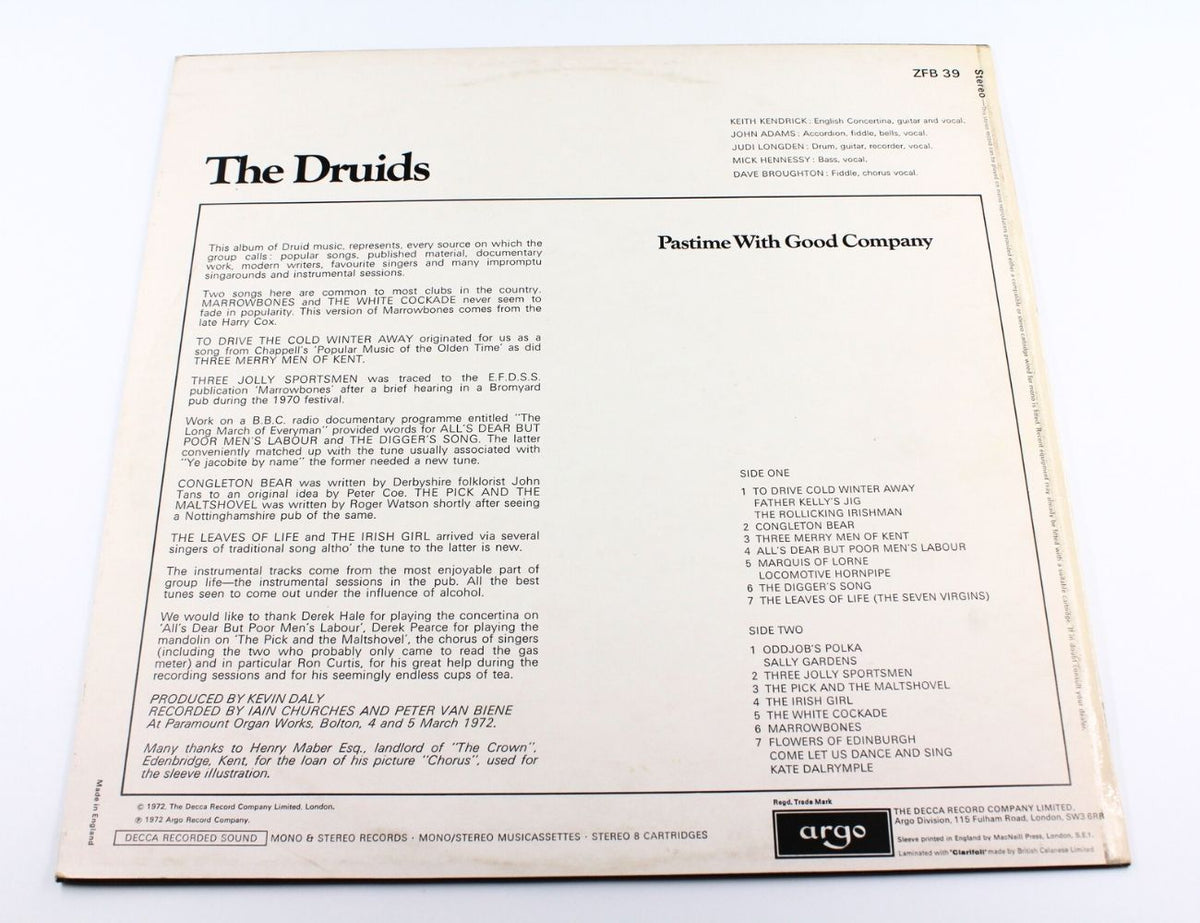 ZFB 39
KEITH KENDRICK: English Concertina, guitar and vocal.
JOHN ADAMS: Accordion, fiddle, bells, vocal.
JUDI LONGDEN: Drum, guitar, recorder, vocal.
MICK HENNESSY: Bass, vocal.
DAVE BROUGHTON: Fiddle, chorus vocal.
The Druids
This album of Druid music, represents, every source on which the
group calls: popular songs, published material, documentary
work, modern writers, favourite singers and many impromptu
singarounds and instrumental sessions.
Two songs here are common to most clubs in the country.
MARROWBONES and THE WHITE COCKADE never seem to
fade in popularity. This version of Marrowbones comes from the
late Harry Cox.
TO DRIVE THE COLD WINTER AWAY originated for us as a
song from Chappell's 'Popular Music of the Olden Time' as did
THREE MERRY MEN OF KENT.
THREE JOLLY SPORTSMEN was traced to the E.F.D.S.S.
publication 'Marrowbones' after a brief hearing in a Bromyard
pub during the 1970 festival.
Work on a B.B.C. radio documentary programme entitled "The
Long March of Everyman" provided words for ALL'S DEAR BUT
POOR MEN'S LABOUR and THE DIGGER'S SONG. The latter
conveniently matched up with the tune usually associated with
"Ye jacobite by name" the former needed a new tune.
CONGLETON BEAR was written by Derbyshire folklorist John
Tans to an original idea by Peter Coe. THE PICK AND THE
MALTSHOVEL was written by Roger Watson shortly after seeing
a Nottinghamshire pub of the same.
THE LEAVES OF LIFE and THE IRISH GIRL arrived via several
singers of traditional song altho' the tune to the latter is new.
The instrumental tracks come from the most enjoyable part of
group life—the instrumental sessions in the pub. All the best
tunes seen to come out under the influence of alcohol.
We would like to thank Derek Hale for playing the concertina on
'All's Dear But Poor Men's Labour', Derek Pearce for playing the
mandolin on 'The Pick and the Maltshovel', the chorus of singers
(including the two who probably only came to read the gas
meter) and in particular Ron Curtis, for his great help during the
recording sessions and for his seemingly endless cups of tea.
PRODUCED BY KEVIN DALY
RECORDED BY IAIN CHURCHES AND PETER VAN BIENE
At Paramount Organ Works, Bolton, 4 and 5 March 1972.
Many thanks to Henry Maber Esq., landlord of "The Crown",
Edenbridge, Kent, for the loan of his picture "Chorus", used for
the sleeve illustration.
Pastime With Good Company
SIDE ONE
1 TO DRIVE COLD WINTER AWAY
FATHER KELLY'S JIG
THE ROLLICKING IRISHMAN
2 CONGLETON BEAR
3 THREE MERRY MEN OF KENT
4 ALL'S DEAR BUT POOR MEN'S LABOUR
5 MARQUIS OF LORNE
LOCOMOTIVE HORNPIPE
6 THE DIGGER'S SONG
7 THE LEAVES OF LIFE (THE SEVEN VIRGINS)
SIDE TWO
1 ODDJOB'S POLKA
SALLY GARDENS
2 THREE JOLLY SPORTSMEN
3 THE PICK AND THE MALTSHOVEL
4 THE IRISH GIRL
5 THE WHITE COCKADE
6 MARROWBONES
7 FLOWERS OF EDINBURGH
COME LET US DANCE AND SING
KATE DALRYMPLE
Stereo
Made in England
© 1972, The Decca Record Company Limited, London.
℗ 1972 Argo Record Company.
DECCA RECORDED SOUND MONO & STEREO RECORDS · MONO/STEREO MUSICASSETTES · STEREO 8 CARTRIDGES
Regd. Trade Mark
argo
THE DECCA RECORD COMPANY LIMITED,
Argo Division, 115 Fulham Road, London, SW3 6RR
Sleeve printed in England by MacNeill Press, London, S.E.1.
Laminated with "Clarifoil" made by British Celanese Limited